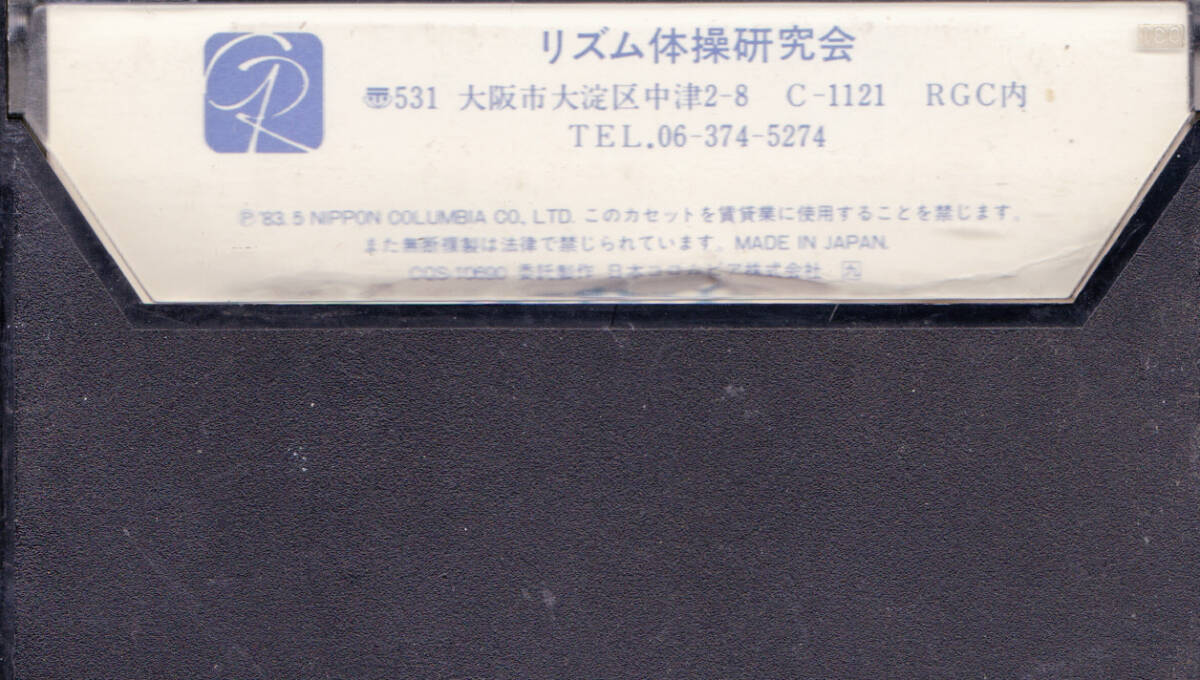 リズム体操研究会
〠531 大阪市大淀区中津2-8 C-1121 RGC内
TEL.06-374-5274
Ⓟ '83.5 NIPPON COLUMBIA CO., LTD. このカセットを賃貸業に使用することを禁じます。
また無断複製は法律で禁じられています。MADE IN JAPAN.
委託製作 日本コロムビア株式会社 九